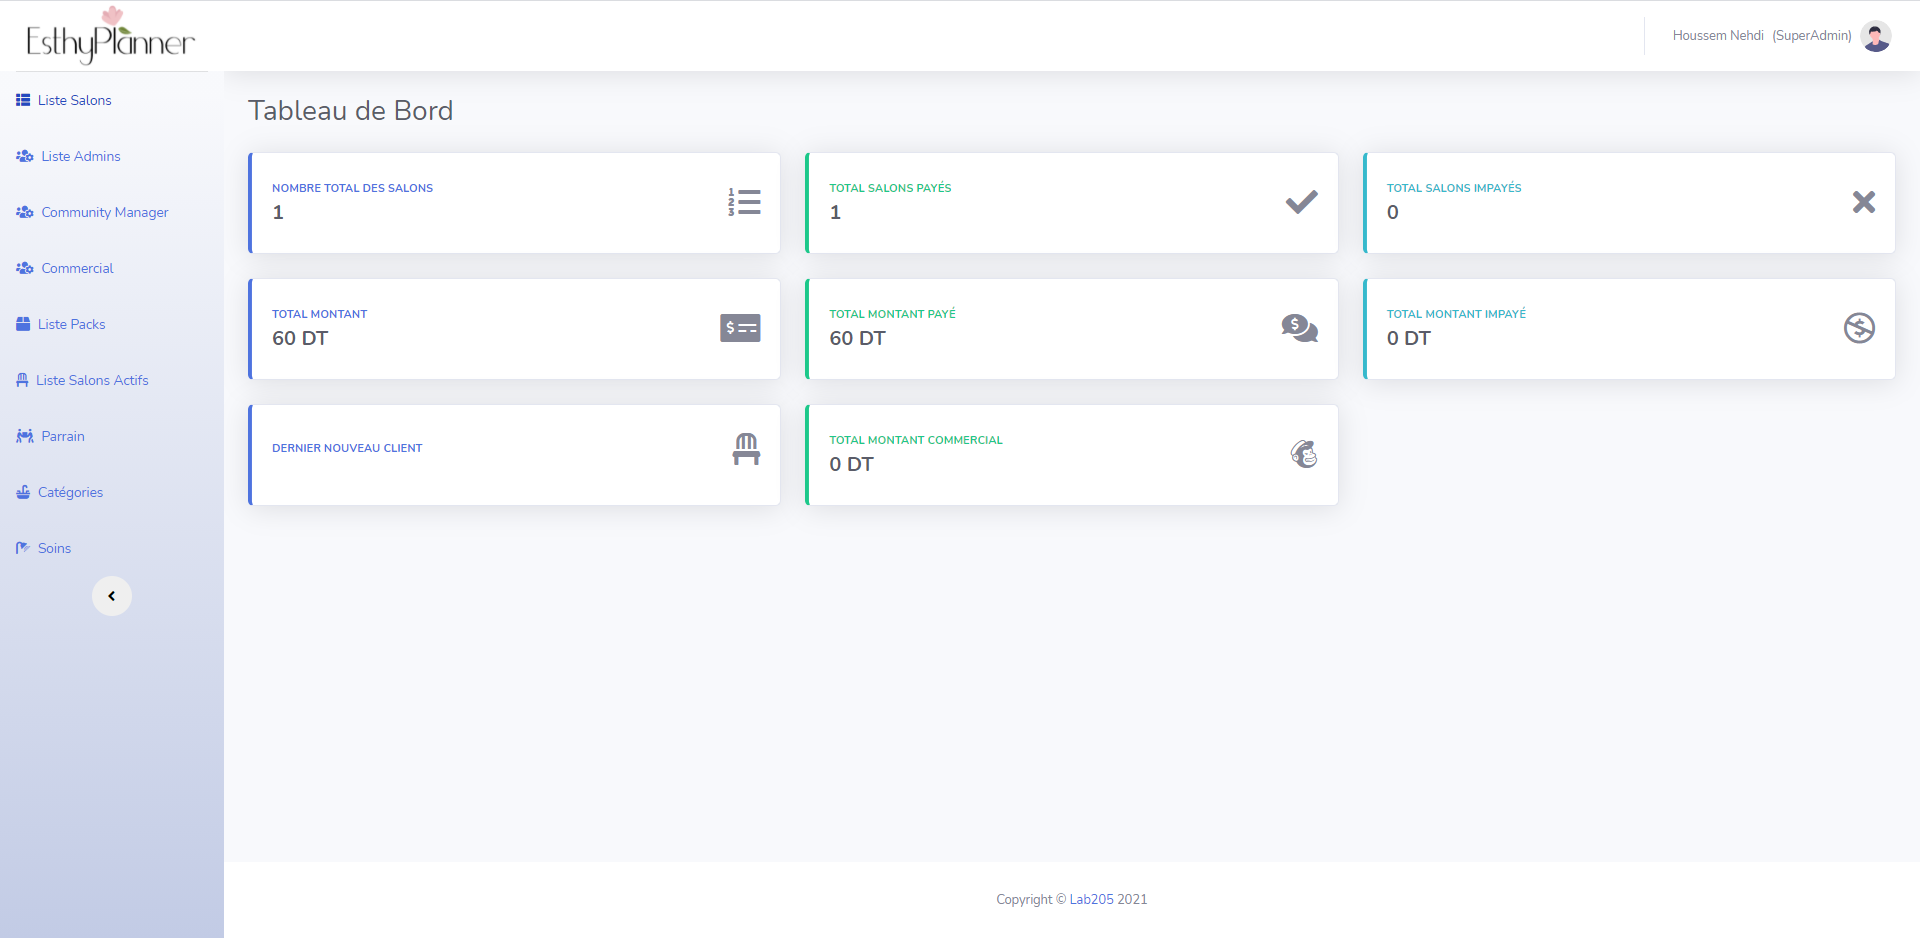 EsthyPlanner
Houssem Nehdi (SuperAdmin)
Liste Salons
Liste Admins
Community Manager
Commercial
Liste Packs
Liste Salons Actifs
Parrain
Catégories
Soins
Tableau de Bord
NOMBRE TOTAL DES SALONS
1
TOTAL SALONS PAYÉS
1
TOTAL SALONS IMPAYÉS
0
TOTAL MONTANT
60 DT
TOTAL MONTANT PAYÉ
60 DT
TOTAL MONTANT IMPAYÉ
0 DT
DERNIER NOUVEAU CLIENT
TOTAL MONTANT COMMERCIAL
0 DT
Copyright © Lab205 2021